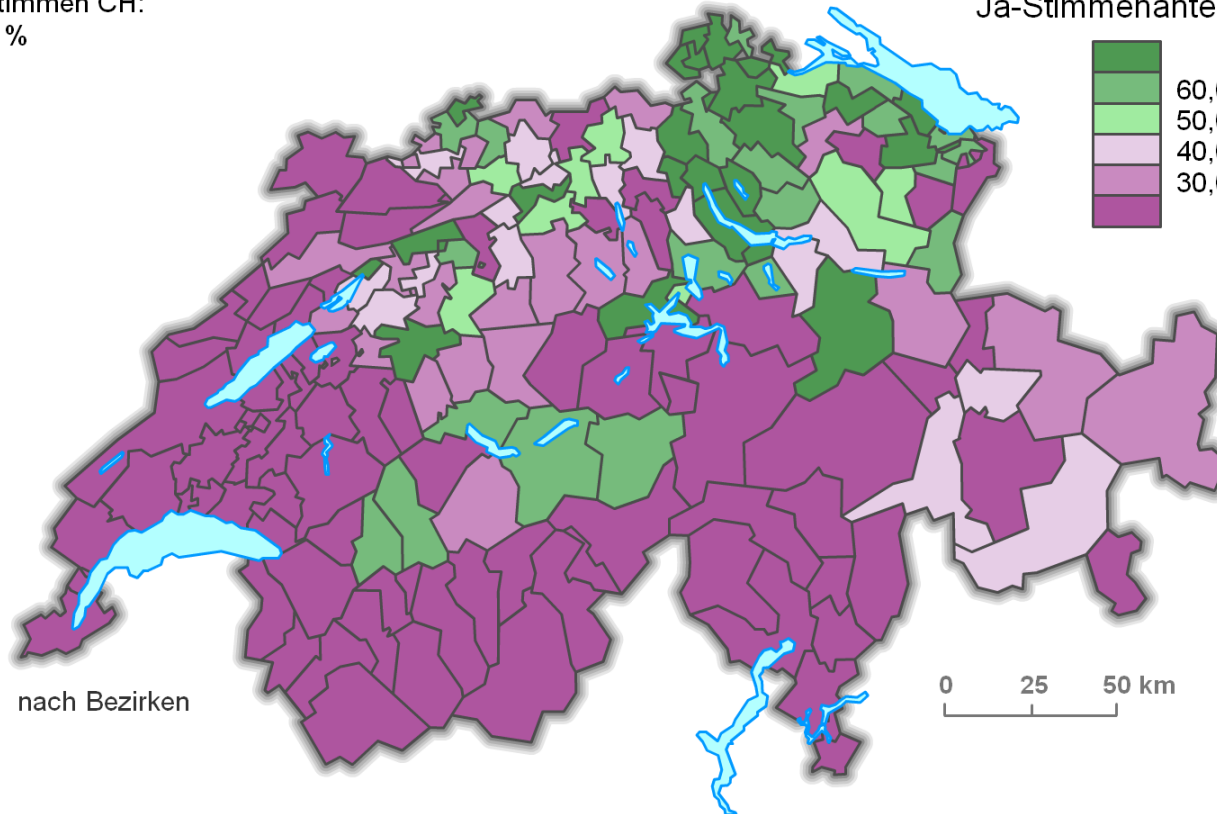 timmen CH:
%
Ja-Stimmenante
60,
50,
40,
30,
nach Bezirken
0 25 50 km